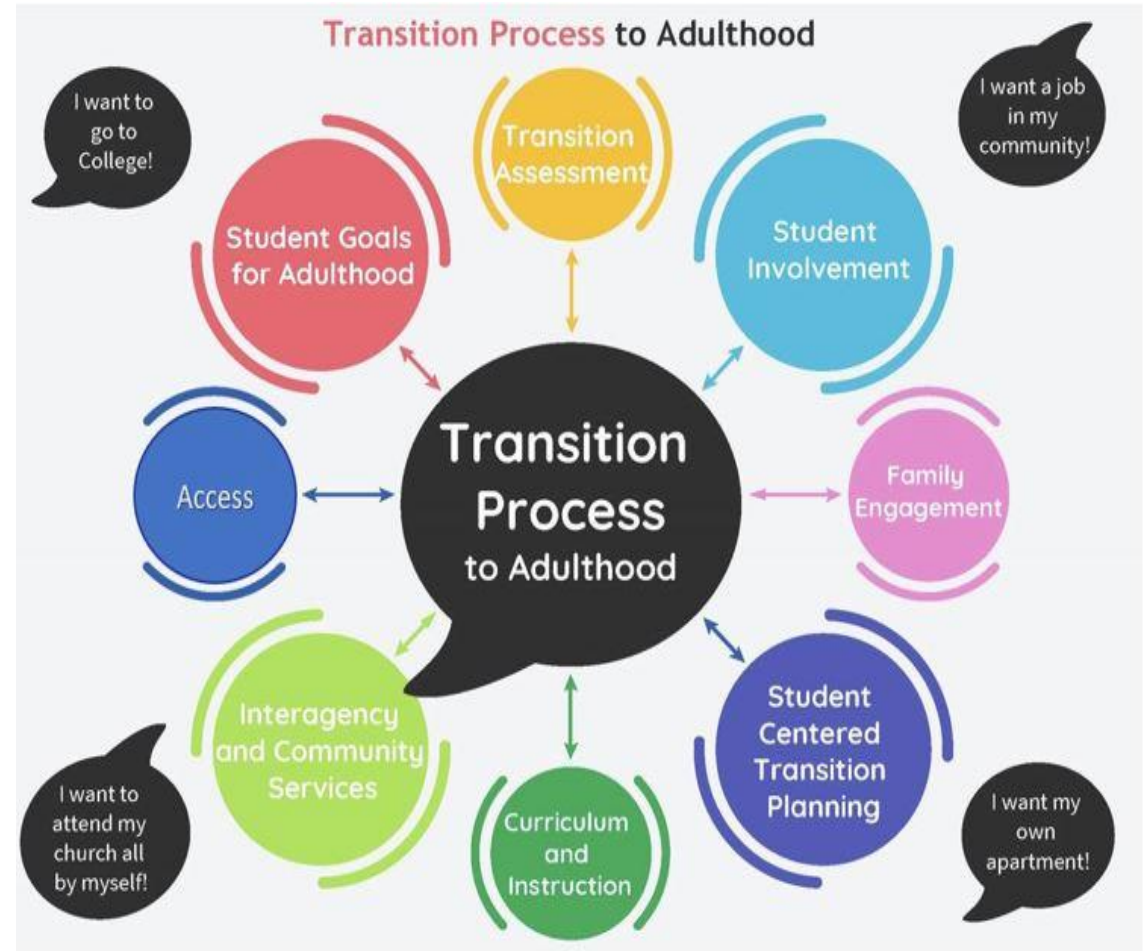 Transition Process to Adulthood
I want to
go to
College!
I want a job
in my
community!
Transition
Assessment
Student Goals
for Adulthood
Student
Involvement
Transition
Process
to Adulthood
Access
Family
Engagement
Interagency
and Community
Services
Student
Centered
Transition
Planning
Curriculum
and
Instruction
I want to
attend my
church all
by myself!
I want my
own
apartment!